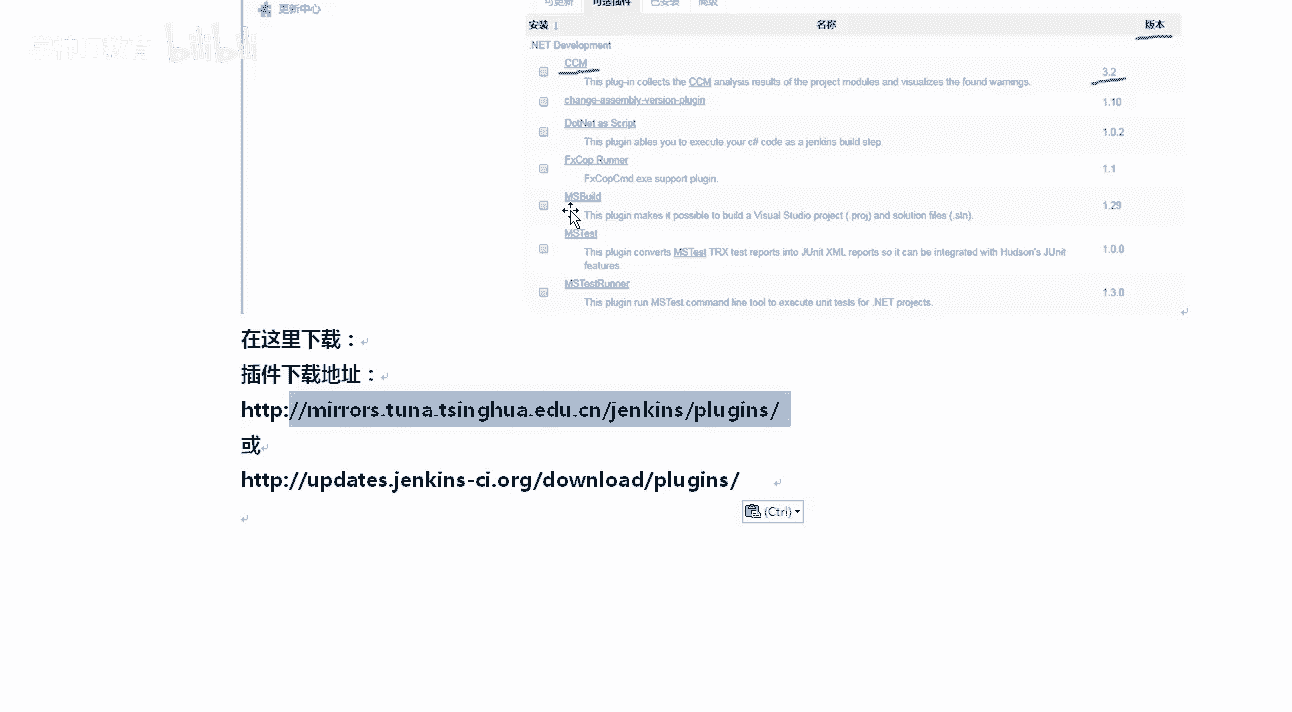 更新中心
可更新 可选插件 已安装 高级
安装 ↓ 名称 版本
.NET Development
CCM
This plug-in collects the CCM analysis results of the project modules and visualizes the found warnings.
3.2
change-assembly-version-plugin
1.10
DotNet as Script
This plugin ables you to execute your c# code as a jenkins build step.
1.0.2
FxCop Runner
FxCopCmd.exe support plugin.
1.1
MSBuild
This plugin makes it possible to build a Visual Studio project (.proj) and solution files (.sln).
1.29
MSTest
This plugin converts MSTest TRX test reports into JUnit XML reports so it can be integrated with Hudson's JUnit
features
1.0.0
MSTestRunner
This plugin run MSTest command line tool to execute unit tests for .NET projects.
1.3.0
在这里下载：
插件下载地址：
http://mirrors.tuna.tsinghua.edu.cn/jenkins/plugins/
或
http://updates.jenkins-ci.org/download/plugins/
(Ctrl)